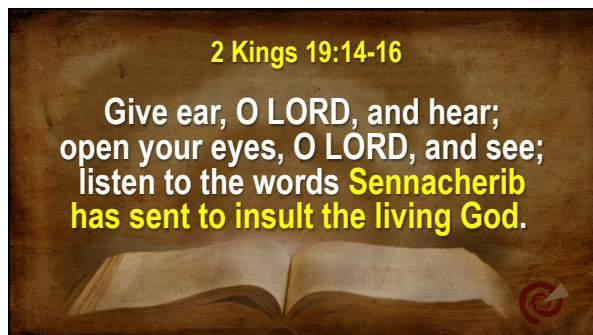 2 Kings 19:14-16
Give ear, O LORD, and hear;
open your eyes, O LORD, and see;
listen to the words Sennacherib
has sent to insult the living God.